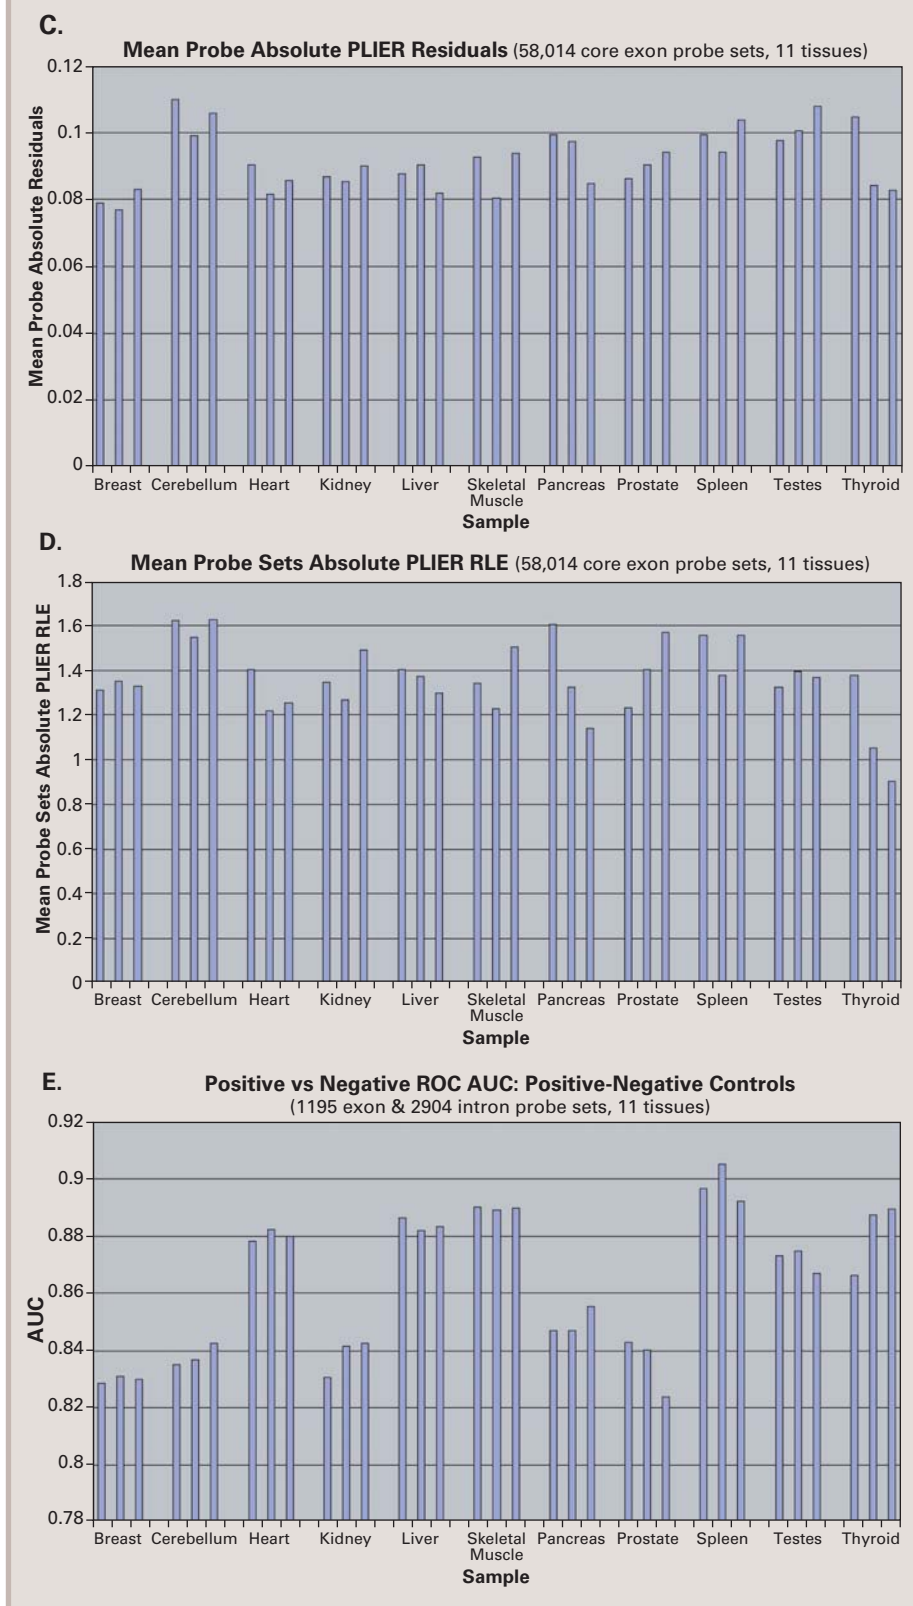 C.
Mean Probe Absolute PLIER Residuals (58,014 core exon probe sets, 11 tissues)
Mean Probe Absolute Residuals
0.12
0.1
0.08
0.06
0.04
0.02
0
Breast Cerebellum Heart Kidney Liver Skeletal Pancreas Prostate Spleen Testes Thyroid
Muscle
Sample
D.
Mean Probe Sets Absolute PLIER RLE (58,014 core exon probe sets, 11 tissues)
Mean Probe Sets Absolute PLIER RLE
1.8
1.6
1.4
1.2
1
0.8
0.6
0.4
0.2
0
Breast Cerebellum Heart Kidney Liver Skeletal Pancreas Prostate Spleen Testes Thyroid
Muscle
Sample
E.
Positive vs Negative ROC AUC: Positive-Negative Controls
(1195 exon & 2904 intron probe sets, 11 tissues)
AUC
0.92
0.9
0.88
0.86
0.84
0.82
0.8
0.78
Breast Cerebellum Heart Kidney Liver Skeletal Pancreas Prostate Spleen Testes Thyroid
Muscle
Sample